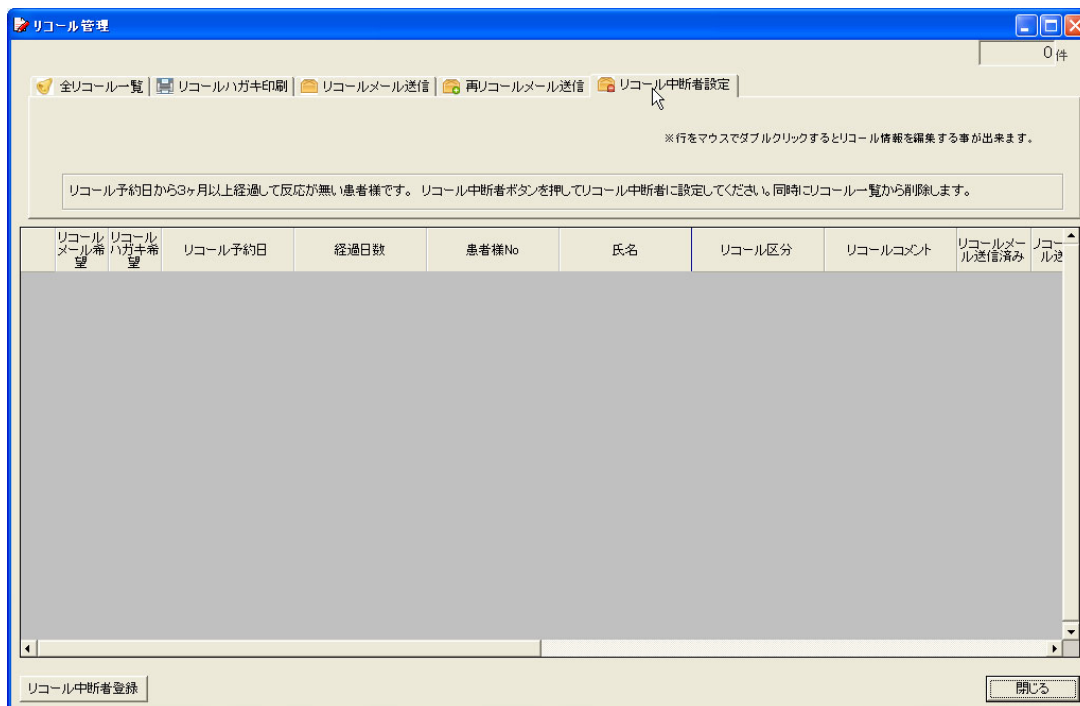 リコール管理
0件
全リコール一覧 リコールハガキ印刷 リコールメール送信 再リコールメール送信 リコール中断者設定
※行をマウスでダブルクリックするとリコール情報を編集する事が出来ます。
リコール予約日から3ヶ月以上経過して反応が無い患者様です。 リコール中断者ボタンを押してリコール中断者に設定してください。同時にリコール一覧から削除します。
リコールメール希望 リコールハガキ希望 リコール予約日 経過日数 患者様No 氏名 リコール区分 リコールコメント リコールメール送信済み
リコール中断者登録 閉じる